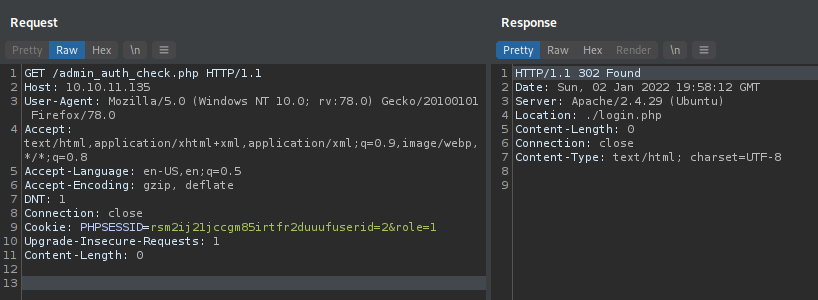 Request
Response
Pretty Raw Hex \n
Pretty Raw Hex Render \n
1 GET /admin_auth_check.php HTTP/1.1
2 Host: 10.10.11.135
3 User-Agent: Mozilla/5.0 (Windows NT 10.0; rv:78.0) Gecko/20100101
Firefox/78.0
4 Accept:
text/html,application/xhtml+xml,application/xml;q=0.9,image/webp,
*/*;q=0.8
5 Accept-Language: en-US,en;q=0.5
6 Accept-Encoding: gzip, deflate
7 DNT: 1
8 Connection: close
9 Cookie: PHPSESSID=rsm2ij21jccgm85irtfr2duuufuserid=2&role=1
10 Upgrade-Insecure-Requests: 1
11 Content-Length: 0
12
13
1 HTTP/1.1 302 Found
2 Date: Sun, 02 Jan 2022 19:58:12 GMT
3 Server: Apache/2.4.29 (Ubuntu)
4 Location: ./login.php
5 Content-Length: 0
6 Connection: close
7 Content-Type: text/html; charset=UTF-8
8
9